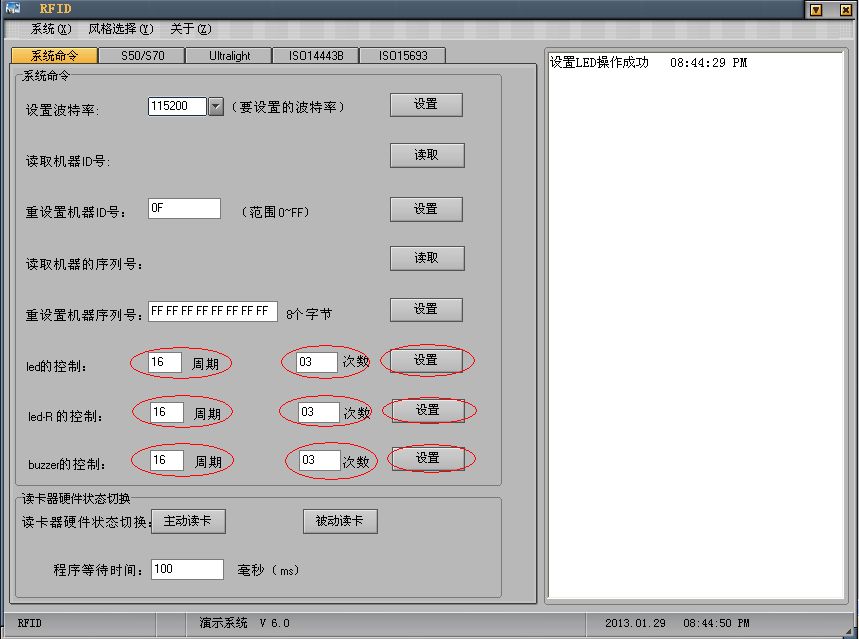 RFID
系统(X) 风格选择(Y) 关于(Z)
系统命令 S50/S70 Ultralight ISO14443B ISO15693
系统命令
设置波特率: 115200 (要设置的波特率) 设置
读取机器ID号: 读取
重设置机器ID号: 0F (范围0~FF) 设置
读取机器的序列号: 读取
重设置机器序列号: FF FF FF FF FF FF FF FF 8个字节 设置
led的控制: 16 周期 03 次数 设置
led-R的控制: 16 周期 03 次数 设置
buzzer的控制: 16 周期 03 次数 设置
读卡器硬件状态切换
读卡器硬件状态切换: 主动读卡 被动读卡
程序等待时间: 100 毫秒(ms)
设置LED操作成功 08:44:29 PM
RFID 演示系统 V 6.0 2013.01.29 08:44:50 PM